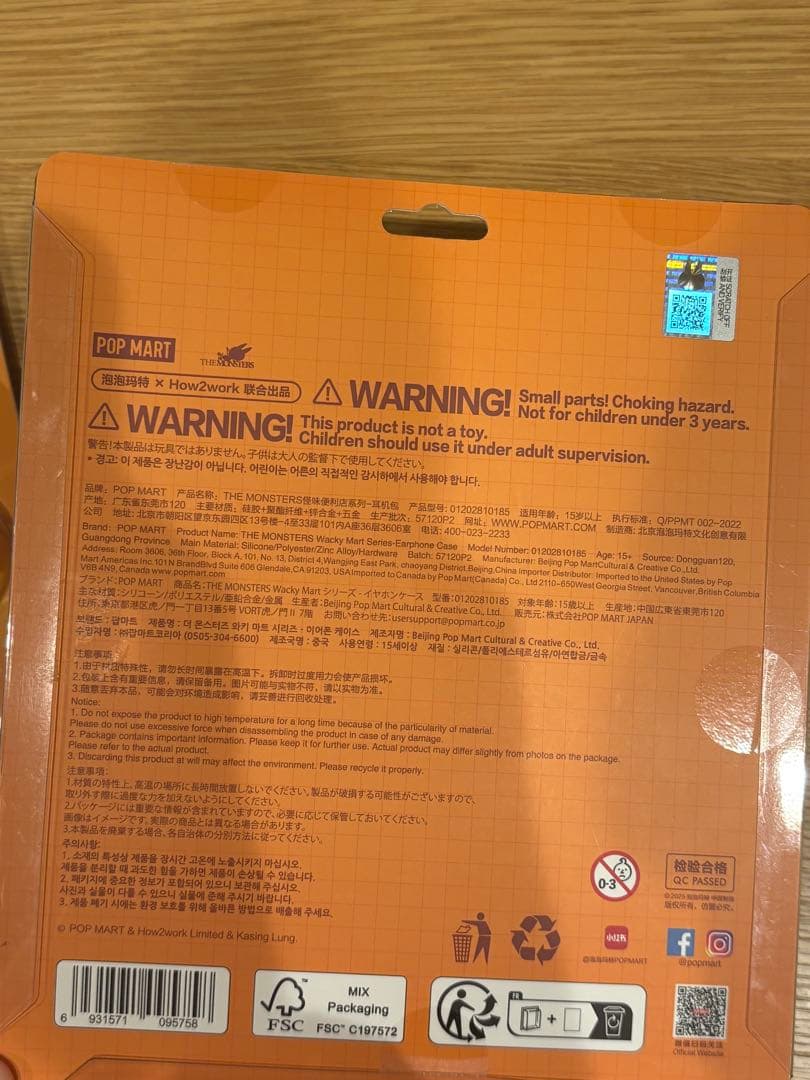 POP MART
THE MONSTERS
泡泡玛特 × How2work 联合出品
WARNING! Small parts! Choking hazard.
Not for children under 3 years.
WARNING! This product is not a toy.
Children should use it under adult supervision.
警告!本製品は玩具ではありません。子供は大人の監督下で使用してください。
* 경고: 이 제품은 장난감이 아닙니다. 어린이는 어른의 직접적인 감시하에서 사용해야 합니다.
品牌：POP MART 产品名称：THE MONSTERS怪味便利店系列-耳机包 产品型号: 01202810185 适用年龄：15岁以上 执行标准：Q/PPMT 002-2022
产地：广东省东莞市120 主要材质：硅胶+聚酯纤维+锌合金+五金 生产批次：57120P2 网址：WWW.POPMART.COM 制造商：北京泡泡玛特文化创意有限
公司 地址：北京市朝阳区望京东园四区13号楼-4至33层101内A座36层3606室 电话：400-023-2233
Brand: POP MART Product Name: THE MONSTERS Wacky Mart Series-Earphone Case Model Number: 01202810185 Age: 15+ Source: Dongguan120,
Guangdong Province Main Material: Silicone/Polyester/Zinc Alloy/Hardware Batch: 57120P2 Manufacturer: Beijing Pop MartCultural & Creative Co.,Ltd.
Address: Room 3606, 36th Floor, Block A, 101, No. 13, District 4,Wangjing East Park, chaoyang District.Beijing,China Importer Distributor: Imported to the United States by Pop
Mart Americas Inc 101 N BrandBlvd Suite 606 Glendale,CA 91203, USAImported to Canada by Pop Mart(Canada) Co., Ltd 2110-650West Georgia Street, Vancouver,British Columbia
V6B 4N9, Canada www.popmart.com
ブランド:POP MART 商品名:THE MONSTERS Wacky Mart シリーズ - イヤホンケース 型番:01202810185 対象年齢:15歳以上 生産地:中国広東省東莞市120
主な材質:シリコーン/ポリエステル/亜鉛合金/金属 生産者:Beijing Pop Mart Cultural & Creative Co., Ltd. 販売元:株式会社POP MART JAPAN
住所:東京都港区虎ノ門一丁目13番5号 VORT虎ノ門Ⅱ 7階 お問い合わせ先:usersupport@popmart.co.jp
브랜드 : 팝마트 제품명 : 더 몬스터즈 와키 마트 시리즈 - 이어폰 케이스 제조자명 : Beijing Pop Mart Cultural & Creative Co., Ltd.
수입자명 : ㈜팝마트코리아 (0505-304-6600) 제조국명 : 중국 사용연령 : 15세이상 재질 : 실리콘/폴리에스테르섬유/아연합금/금속
注意事项：
1.由于材质特殊性，请勿长时间暴露在高温下。拆卸时过度用力会使产品损坏。
2.包装上含有重要信息，请保留备用。图片可能与实物不符，请以实物为准。
3.随意丢弃本品，可能会对环境造成影响，请妥善进行回收处理。
Notice:
1. Do not expose the product to high temperature for a long time because of the particularity of material.
Please do not use excessive force when disassembling the product in case of any damage.
2. Package contains important information. Please keep it for further use. Actual product may differ slightly from photos on the package.
Please refer to the actual product.
3. Discarding this product at will may affect the environment. Please recycle it properly.
注意事項:
1.材質の特性上,高温の場所に長時間放置しないでください。製品が破損する可能性がございますので、
取り外す際に過度な力を加えないようにしてください。
2.パッケージには重要な情報が含まれていますので、必要に応じて保管しておいてください。
画像はイメージです。実際の商品とは異なる場合があります。
3.本製品を廃棄する場合、各自治体の分別方法に従ってください。
주의사항:
1. 소재의 특성상 제품을 장시간 고온에 노출시키지 마십시오.
제품을 분리할 때 과도한 힘을 가하면 제품이 손상될 수 있습니다.
2. 패키지에 중요한 정보가 포함되어 있으니 보관해 주십시오.
사진과 실물이 다를 수 있으니 실물에 준해 주시기 바랍니다.
3. 제품 폐기 시에는 환경 보호를 위해 올바른 방법으로 배출해 주세요.
© POP MART & How2work Limited & Kasing Lung.
0-3
检验合格
QC PASSED
©2025 泡泡玛特 中国制造
版权所有，仿冒必究。
小红书
@泡泡玛特POPMART
@popmart
6 931571 095758
FSC
MIX
Packaging
FSC™ C197572
FR
+
微信扫码关注
Official Website
SCRATCH OFF
AND VERIFY